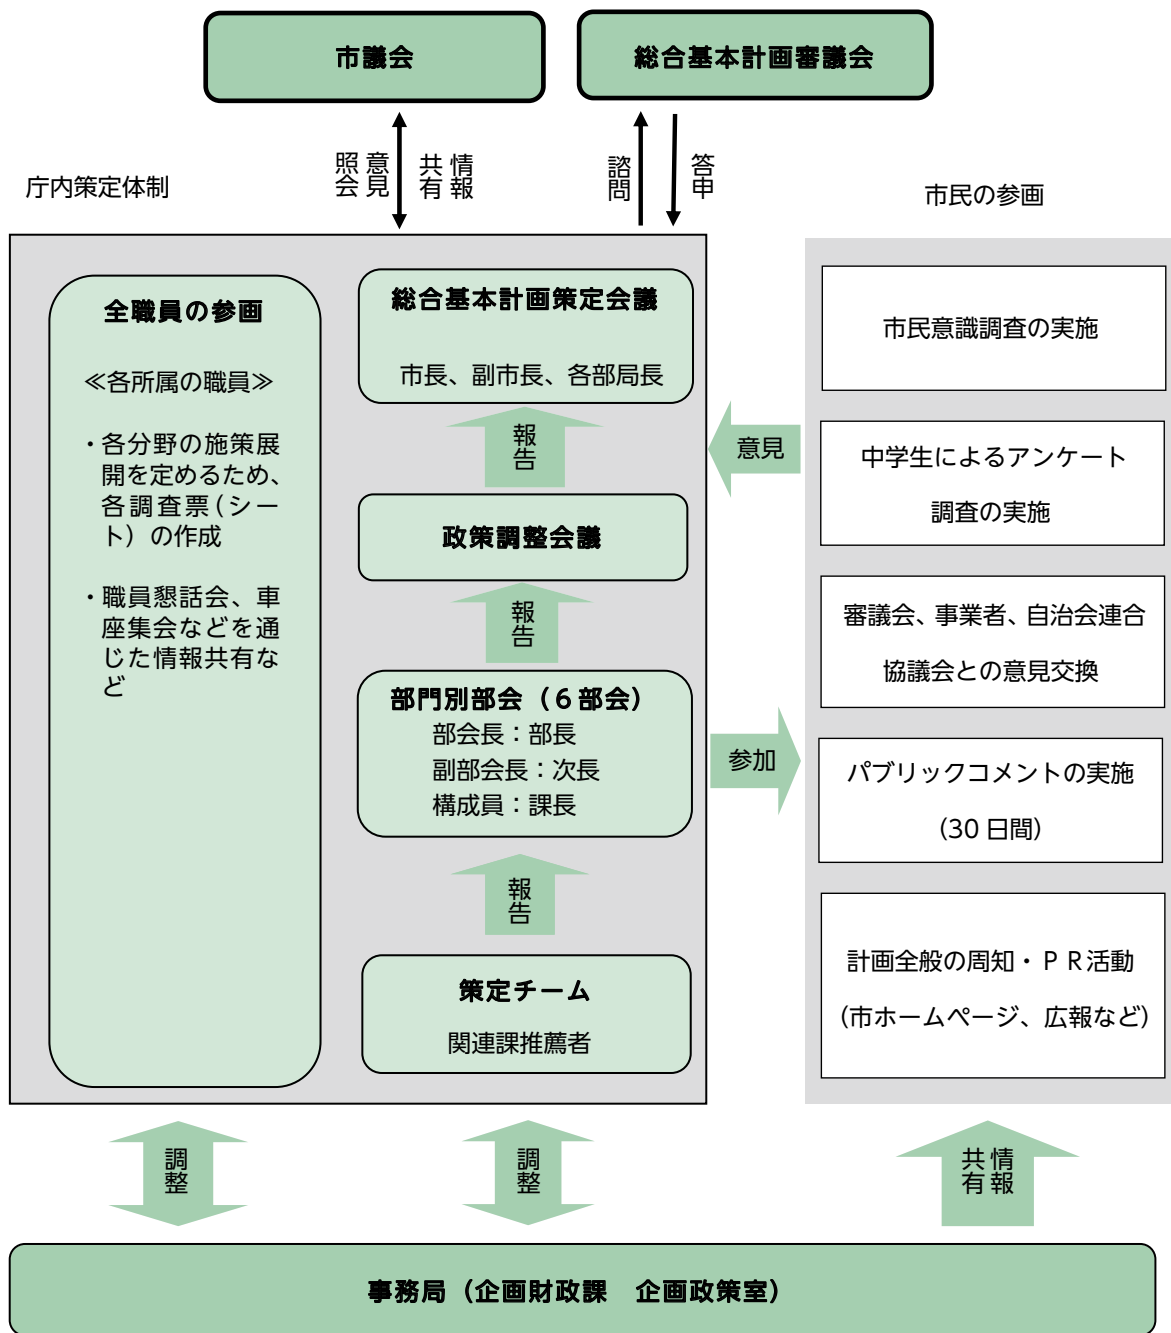 市議会
総合基本計画審議会
意見
照会
情報
共有
諮問
答申
庁内策定体制
市民の参画
全職員の参画
≪各所属の職員≫
・各分野の施策展
開を定めるため、
各調査票(シー
ト）の作成
・職員懇話会、車
座集会などを通
じた情報共有な
ど
総合基本計画策定会議
市長、副市長、各部局長
報告
政策調整会議
報告
部門別部会（６部会）
部会長：部長
副部会長：次長
構成員：課長
報告
策定チーム
関連課推薦者
意見
参加
市民意識調査の実施
中学生によるアンケート
調査の実施
審議会、事業者、自治会連合
協議会との意見交換
パブリックコメントの実施
（30 日間）
計画全般の周知・ＰＲ活動
（市ホームページ、広報など）
調整
調整
情報
共有
事務局（企画財政課　企画政策室）